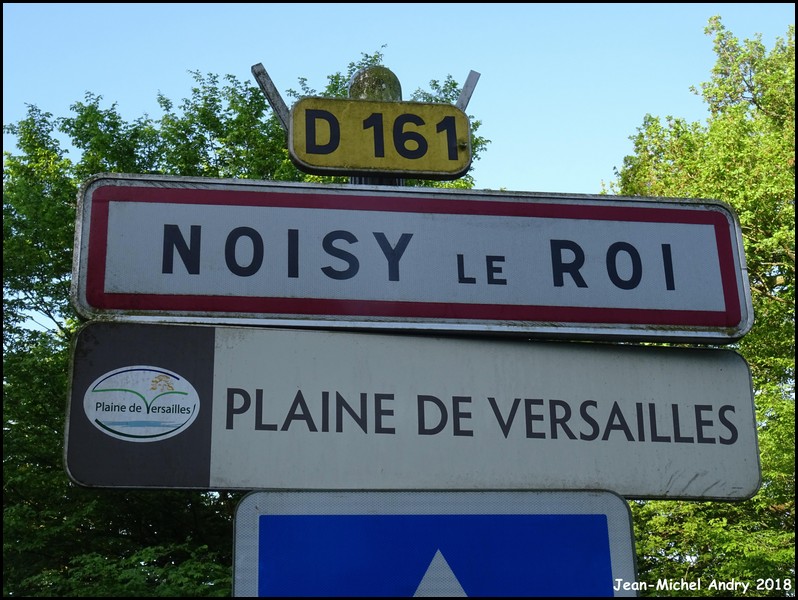 D 161
NOISY LE ROI
Plaine de Versailles
PLAINE DE VERSAILLES
Jean-Michel Andry 2018